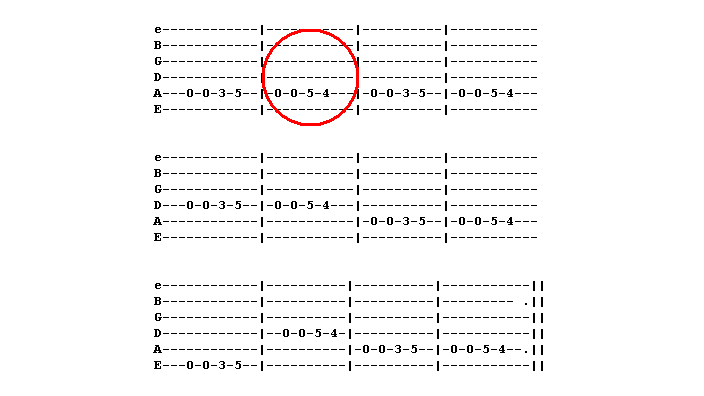 e------------|-----------|----------|-----------
B------------|-----------|----------|-----------
G------------|-----------|----------|-----------
D------------|-----------|----------|-----------
A---0-0-3-5--|-0-0-5-4---|-0-0-3-5--|-0-0-5-4---
E------------|-----------|----------|-----------
e------------|-----------|----------|-----------
B------------|-----------|----------|-----------
G------------|-----------|----------|-----------
D---0-0-3-5--|-0-0-5-4---|----------|-----------
A------------|-----------|-0-0-3-5--|-0-0-5-4---
E------------|-----------|----------|-----------
e------------|----------|----------|-----------||
B------------|----------|----------|--------- .||
G------------|----------|----------|-----------||
D------------|--0-0-5-4-|----------|-----------||
A------------|----------|-0-0-3-5--|-0-0-5-4--.||
E---0-0-3-5--|----------|----------|-----------||